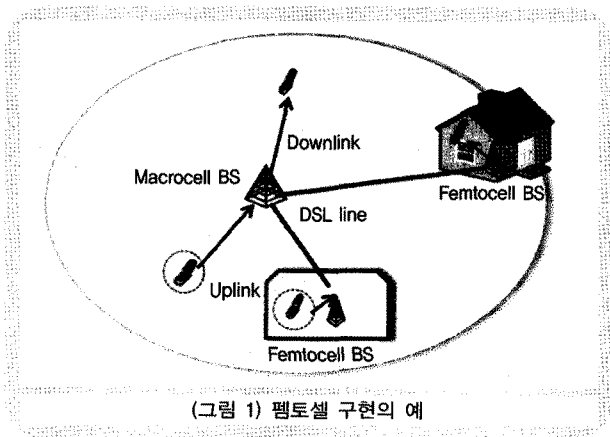 Downlink
Macrocell BS
DSL line
Femtocell BS
Uplink
Femtocell BS
(그림 1) 펨토셀 구현의 예